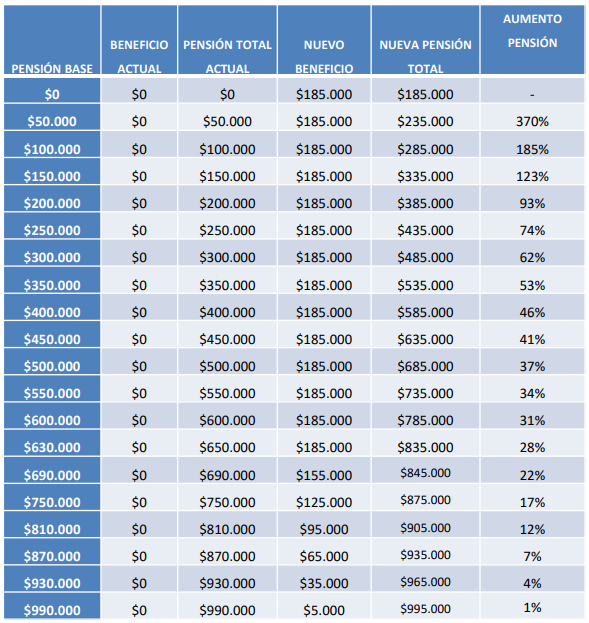 PENSIÓN BASE BENEFICIO ACTUAL PENSIÓN TOTAL ACTUAL NUEVO BENEFICIO NUEVA PENSIÓN TOTAL AUMENTO PENSIÓN
$0 $0 $0 $185.000 $185.000 -
$50.000 $0 $50.000 $185.000 $235.000 370%
$100.000 $0 $100.000 $185.000 $285.000 185%
$150.000 $0 $150.000 $185.000 $335.000 123%
$200.000 $0 $200.000 $185.000 $385.000 93%
$250.000 $0 $250.000 $185.000 $435.000 74%
$300.000 $0 $300.000 $185.000 $485.000 62%
$350.000 $0 $350.000 $185.000 $535.000 53%
$400.000 $0 $400.000 $185.000 $585.000 46%
$450.000 $0 $450.000 $185.000 $635.000 41%
$500.000 $0 $500.000 $185.000 $685.000 37%
$550.000 $0 $550.000 $185.000 $735.000 34%
$600.000 $0 $600.000 $185.000 $785.000 31%
$630.000 $0 $650.000 $185.000 $835.000 28%
$690.000 $0 $690.000 $155.000 $845.000 22%
$750.000 $0 $750.000 $125.000 $875.000 17%
$810.000 $0 $810.000 $95.000 $905.000 12%
$870.000 $0 $870.000 $65.000 $935.000 7%
$930.000 $0 $930.000 $35.000 $965.000 4%
$990.000 $0 $990.000 $5.000 $995.000 1%